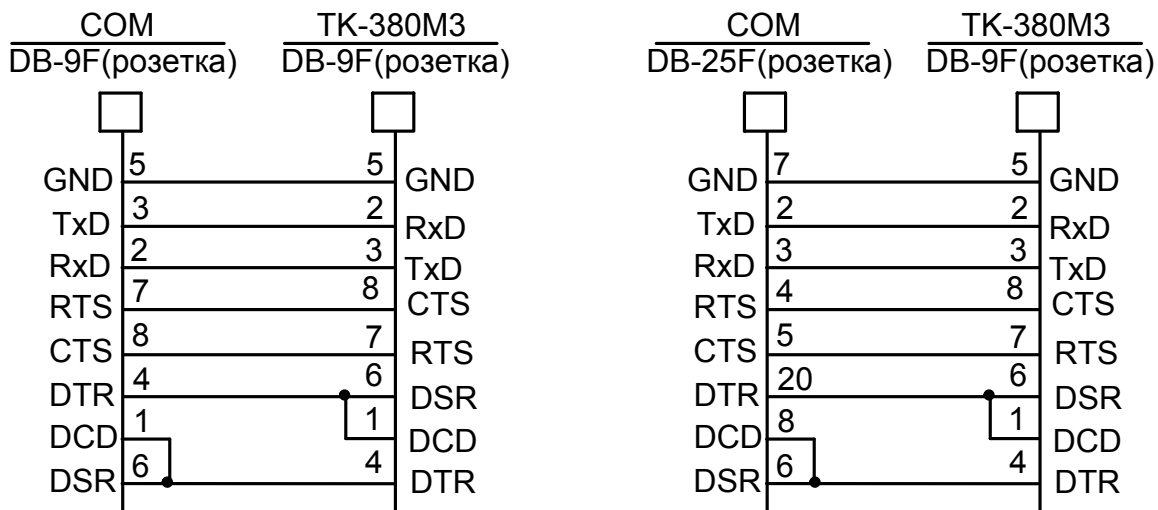 COM TK-380M3 COM TK-380M3
DB-9F(розетка) DB-9F(розетка) DB-25F(розетка) DB-9F(розетка)
GND 5 5 GND GND 7 5 GND
TxD 3 2 RxD TxD 2 2 RxD
RxD 2 3 TxD RxD 3 3 TxD
RTS 7 8 CTS RTS 4 8 CTS
CTS 8 7 RTS CTS 5 7 RTS
DTR 4 6 DSR DTR 20 6 DSR
DCD 1 1 DCD DCD 8 1 DCD
DSR 6 4 DTR DSR 6 4 DTR